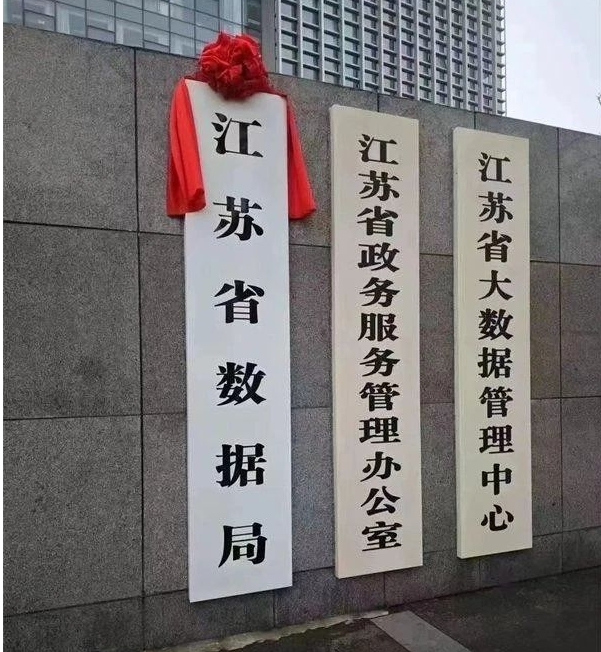 江苏省数据局
江苏省政务服务管理办公室
江苏省大数据管理中心